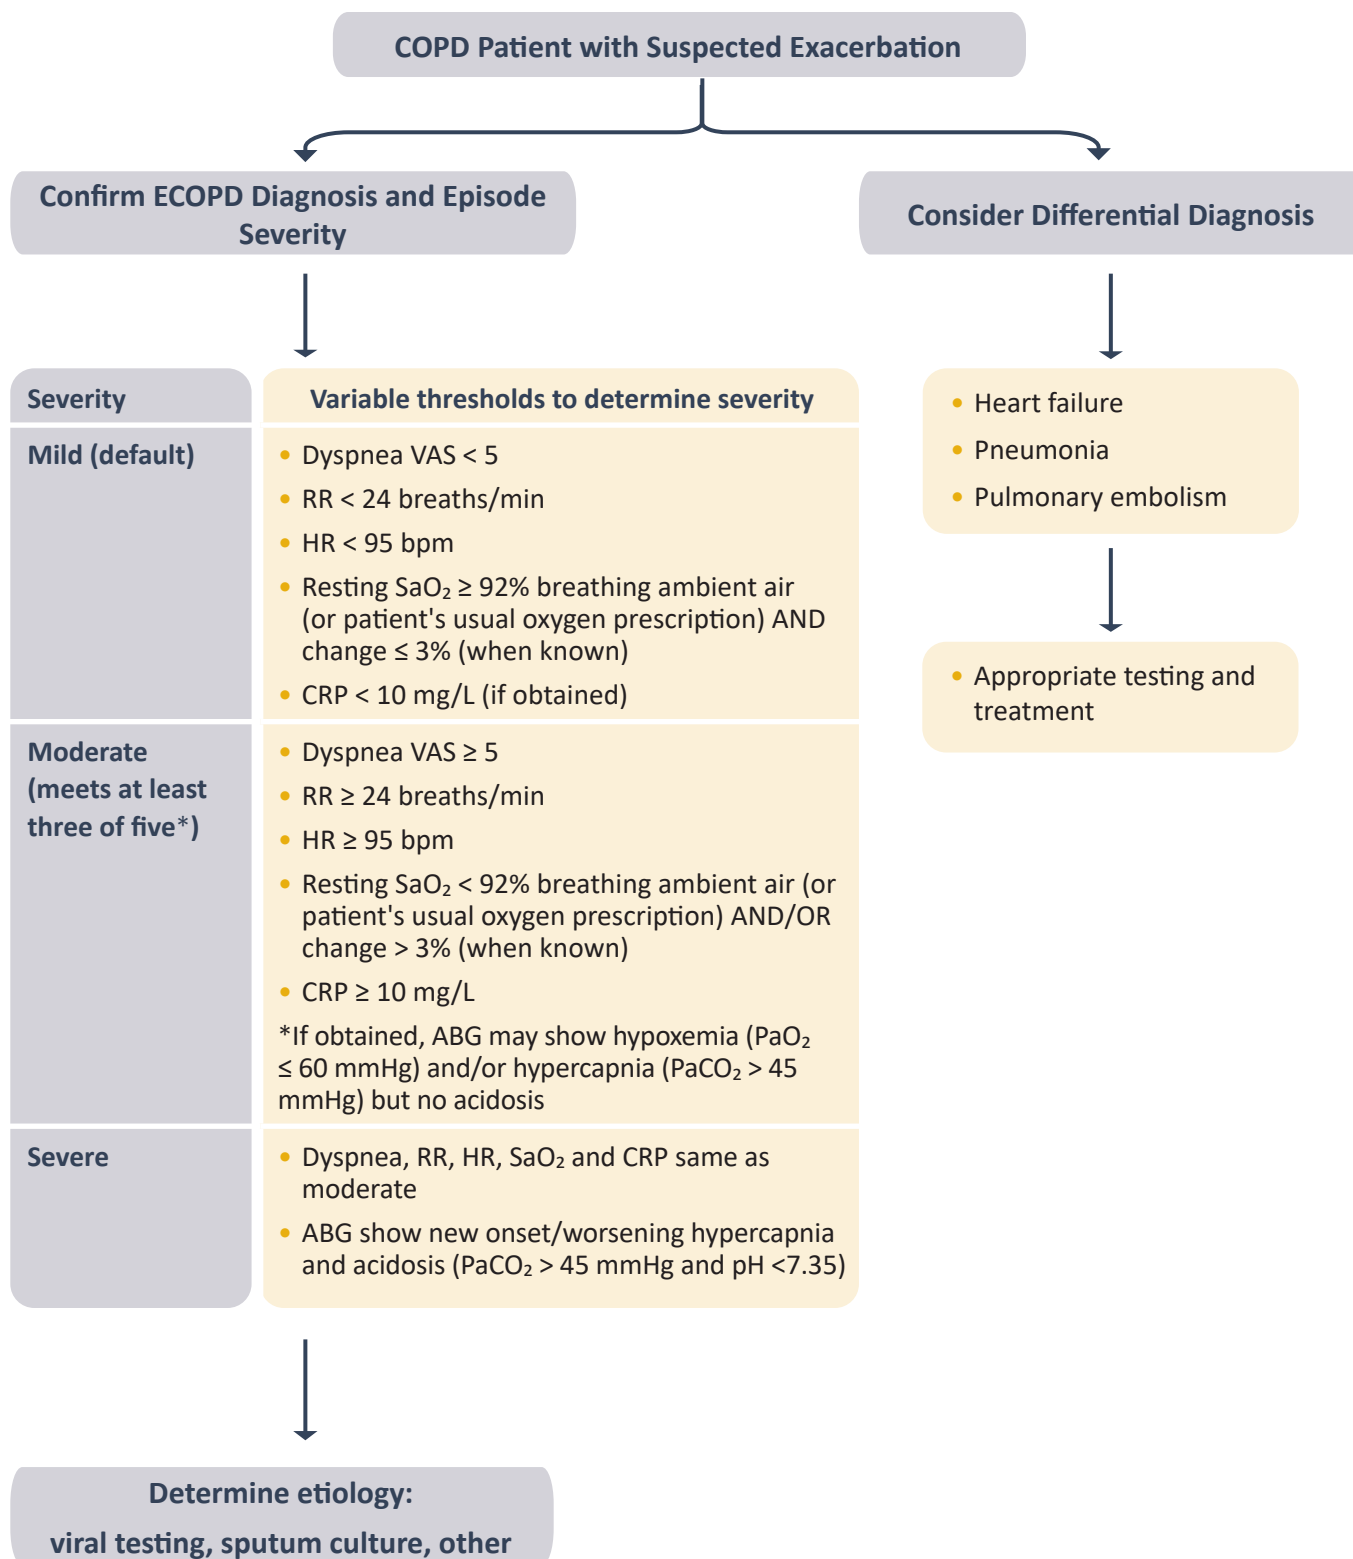 COPD Patient with Suspected Exacerbation
Confirm ECOPD Diagnosis and Episode
Severity
Consider Differential Diagnosis
Severity
Variable thresholds to determine severity
Mild (default)
• Dyspnea VAS < 5
• RR < 24 breaths/min
• HR < 95 bpm
• Resting SaO₂ ≥ 92% breathing ambient air
(or patient's usual oxygen prescription) AND
change ≤ 3% (when known)
• CRP < 10 mg/L (if obtained)
Moderate
(meets at least
three of five*)
• Dyspnea VAS ≥ 5
• RR ≥ 24 breaths/min
• HR ≥ 95 bpm
• Resting SaO₂ < 92% breathing ambient air (or
patient's usual oxygen prescription) AND/OR
change > 3% (when known)
• CRP ≥ 10 mg/L
*If obtained, ABG may show hypoxemia (PaO₂
≤ 60 mmHg) and/or hypercapnia (PaCO₂ > 45
mmHg) but no acidosis
Severe
• Dyspnea, RR, HR, SaO₂ and CRP same as
moderate
• ABG show new onset/worsening hypercapnia
and acidosis (PaCO₂ > 45 mmHg and pH <7.35)
• Heart failure
• Pneumonia
• Pulmonary embolism
• Appropriate testing and
treatment
Determine etiology:
viral testing, sputum culture, other